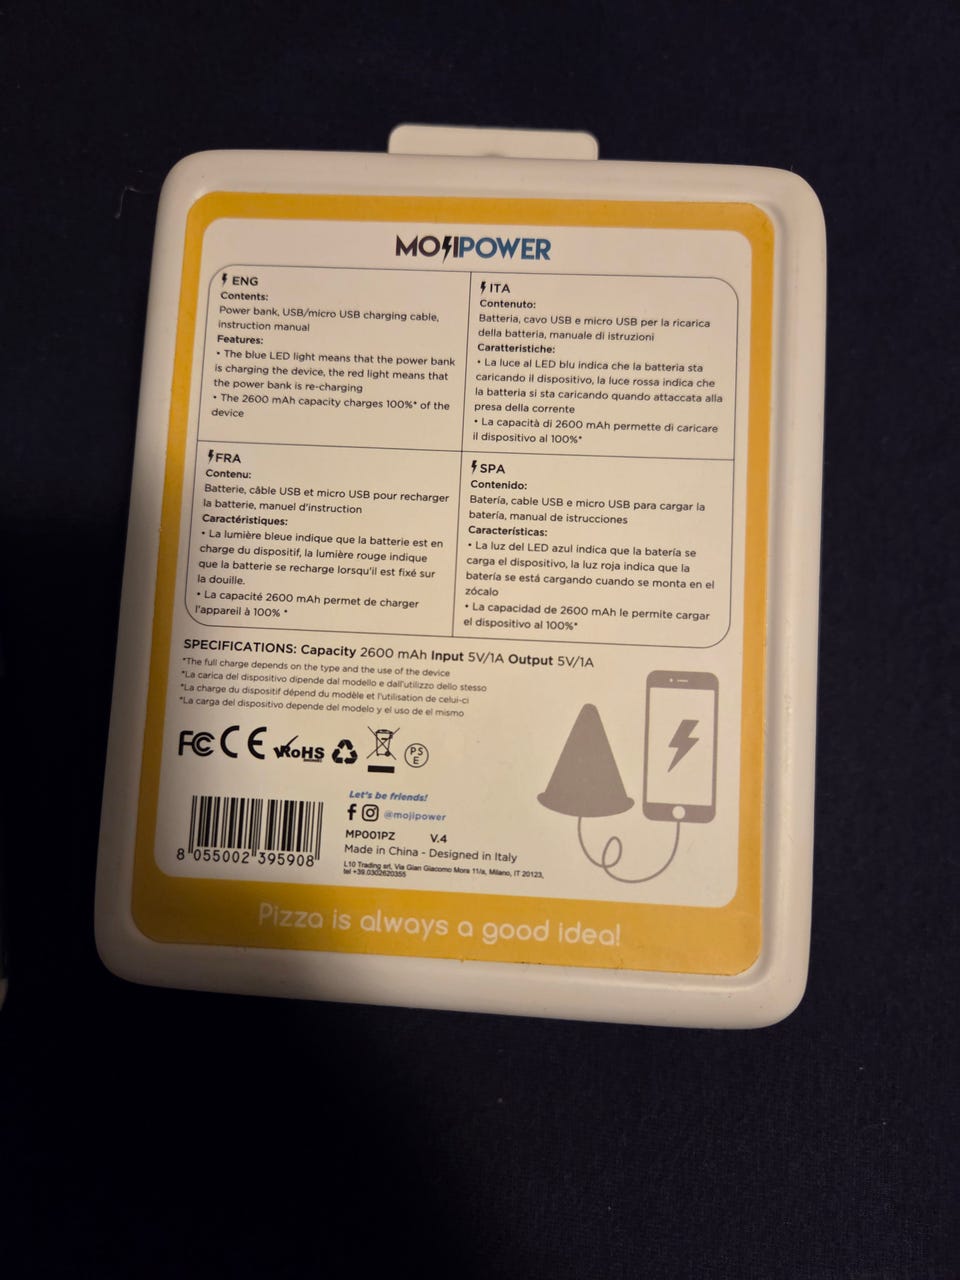 MOJIPOWER
ENG
Contents:
Power bank, USB/micro USB charging cable,
instruction manual
Features:
• The blue LED light means that the power bank
is charging the device, the red light means that
the power bank is re-charging
• The 2600 mAh capacity charges 100%* of the
device
ITA
Contenuto:
Batteria, cavo USB e micro USB per la ricarica
della batteria, manuale di istruzioni
Caratteristiche:
• La luce al LED blu indica che la batteria sta
caricando il dispositivo, la luce rossa indica che
la batteria si sta caricando quando attaccata alla
presa della corrente
• La capacità di 2600 mAh permette di caricare
il dispositivo al 100%*
FRA
Contenu:
Batterie, câble USB et micro USB pour recharger
la batterie, manuel d'instruction
Caractéristiques:
• La lumière bleue indique que la batterie est en
charge du dispositif, la lumière rouge indique
que la batterie se recharge lorsqu'il est fixé sur
la douille.
• La capacité 2600 mAh permet de charger
l'appareil à 100% *
SPA
Contenido:
Batería, cable USB e micro USB para cargar la
batería, manual de istrucciones
Características:
• La luz del LED azul indica que la batería se
carga el dispositivo, la luz roja indica que la
batería se está cargando cuando se monta en el
zócalo
• La capacidad de 2600 mAh le permite cargar
el dispositivo al 100%*
SPECIFICATIONS: Capacity 2600 mAh Input 5V/1A Output 5V/1A
*The full charge depends on the type and the use of the device
*La carica del dispositivo dipende dal modello e dall'utilizzo dello stesso
*La charge du dispositif dépend du modèle et l'utilisation de celui-ci
*La carga del dispositivo depende del modelo y el uso de el mismo
FC CE RoHS PSE
Let's be friends!
@mojipower
MP001PZ V.4
Made in China - Designed in Italy
L10 Trading srl, Via Gian Giacomo Mora 11/a, Milano, IT 20123,
tel +39.0302620355
8 055002 395908
Pizza is always a good idea!